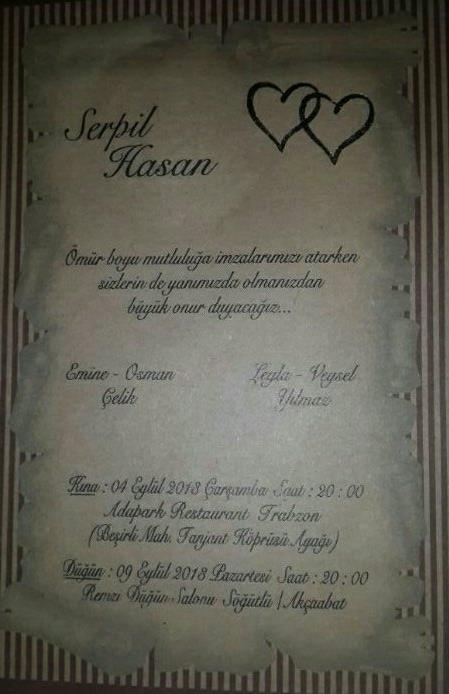 Serpil
Hasan
Ömür boyu mutluluğa imzalarımızı atarken
sizlerin de yanımızda olmanızdan
büyük onur duyacağız...
Emine - Osman
Çelik
Leyla - Veysel
Yılmaz
Kına : 04 Eylül 2013 Çarşamba Saat : 20 : 00
Adapark Restaurant Trabzon
(Beşirli Mah. Tanjant Köprüsü Ayağı)
Düğün : 09 Eylül 2013 Pazartesi Saat : 20 : 00
Remzi Düğün Salonu Söğütlü / Akçaabat